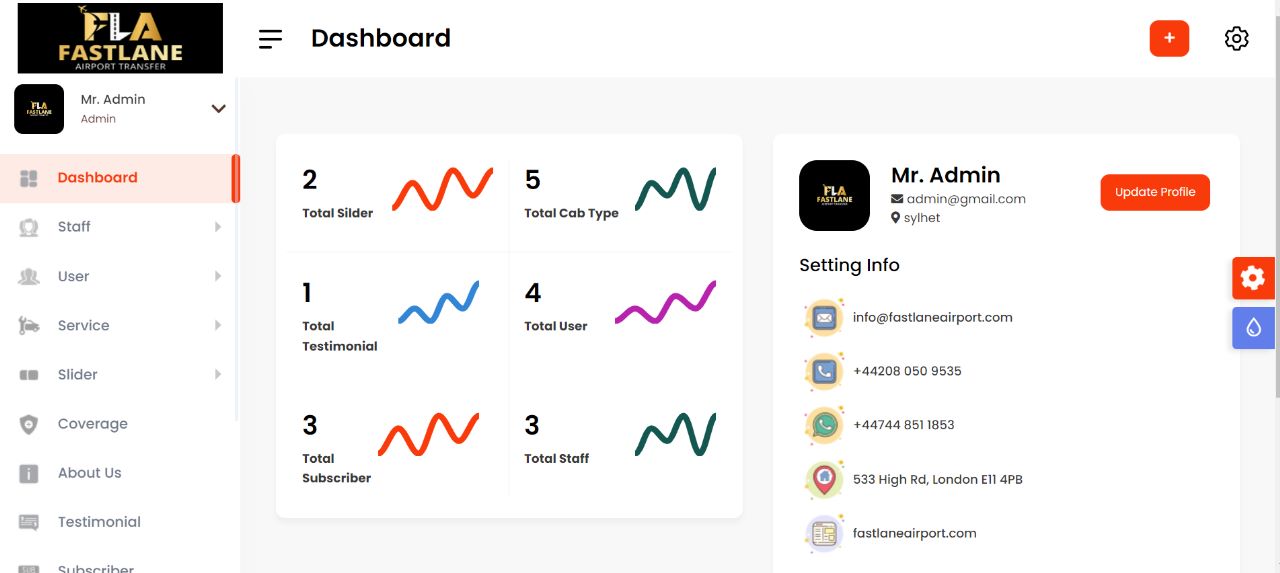 FLA
FASTLANE
AIRPORT TRANSFER
Dashboard
+
FLA
FASTLANE
Mr. Admin
Admin
Dashboard
Staff
User
Service
Slider
Coverage
About Us
Testimonial
Subscriber
2
Total Silder
5
Total Cab Type
1
Total
Testimonial
4
Total User
3
Total
Subscriber
3
Total Staff
FLA
FASTLANE
Mr. Admin
admin@gmail.com
sylhet
Update Profile
Setting Info
info@fastlaneairport.com
+44208 050 9535
+44744 851 1853
533 High Rd, London E11 4PB
fastlaneairport.com